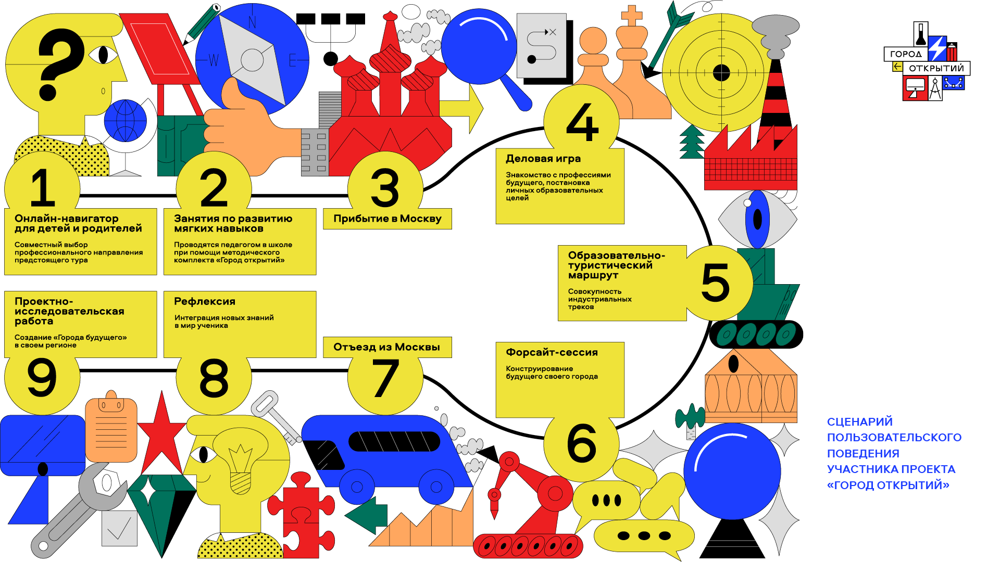 ?
N
W
E
ГОРОД
ОТКРЫТИЙ
1
Онлайн-навигатор
для детей и родителей
Совместный выбор
профессионального направления
предстоящего тура
2
Занятия по развитию
мягких навыков
Проводятся педагогом в школе
при помощи методического
комплекта «Город открытий»
3
Прибытие в Москву
4
Деловая игра
Знакомство с профессиями
будущего, постановка
личных образовательных
целей
5
Образовательно-
туристический
маршрут
Совокупность
индустриальных
треков
Форсайт-сессия
Конструирование
будущего своего города
6
Отъезд из Москвы
7
Рефлексия
Интеграция новых знаний
в мир ученика
8
Проектно-
исследовательская
работа
Создание «Города будущего»
в своем регионе
9
СЦЕНАРИЙ
ПОЛЬЗОВАТЕЛЬСКОГО
ПОВЕДЕНИЯ
УЧАСТНИКА ПРОЕКТА
«ГОРОД ОТКРЫТИЙ»